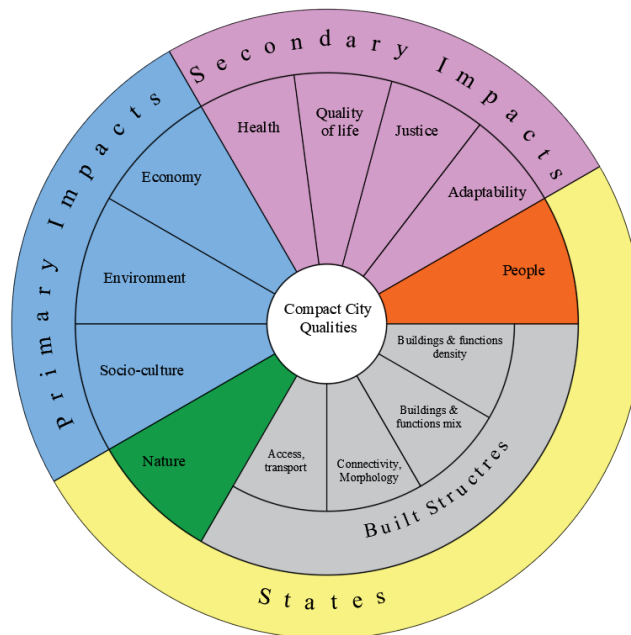 Secondary Impacts
Primary Impacts
Health
Quality
of life
Justice
Adaptability
Economy
Environment
Socio-culture
People
Compact City
Qualities
Buildings & functions
density
Buildings &
functions mix
Connectivity,
Morphology
Access,
transport
Nature
Built Structres
States